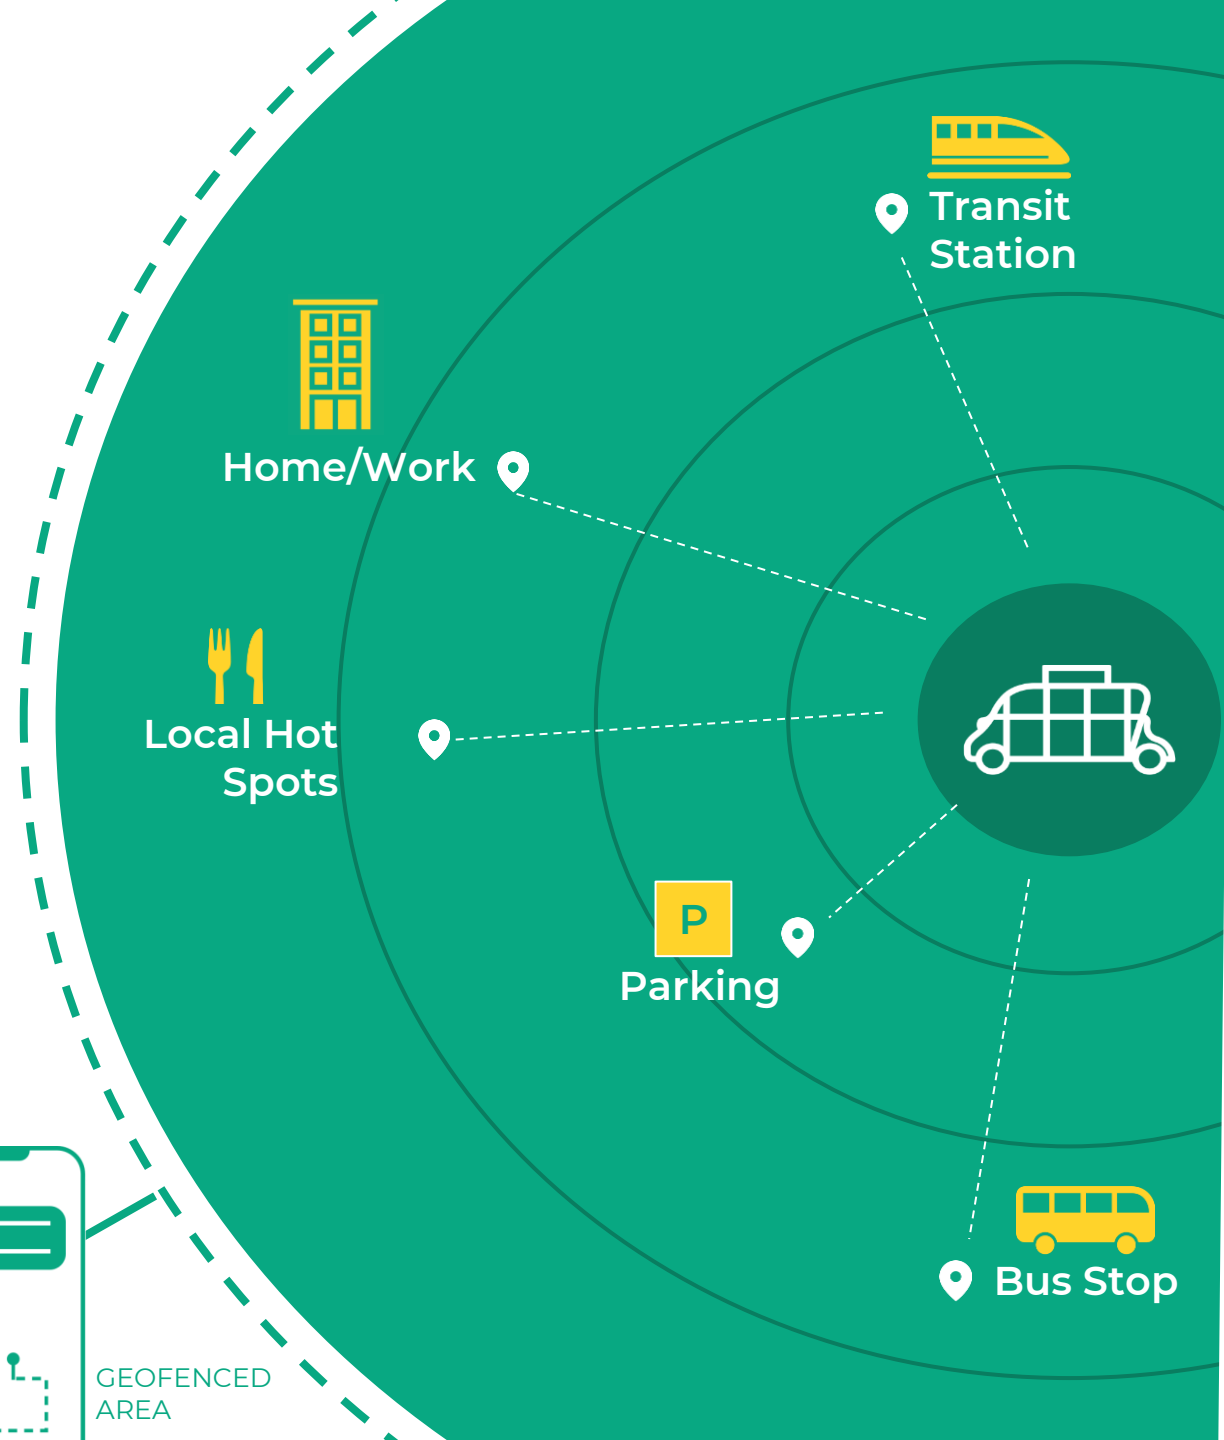 Transit
Station
Home/Work
Local Hot
Spots
P
Parking
Bus Stop
GEOFENCED
AREA